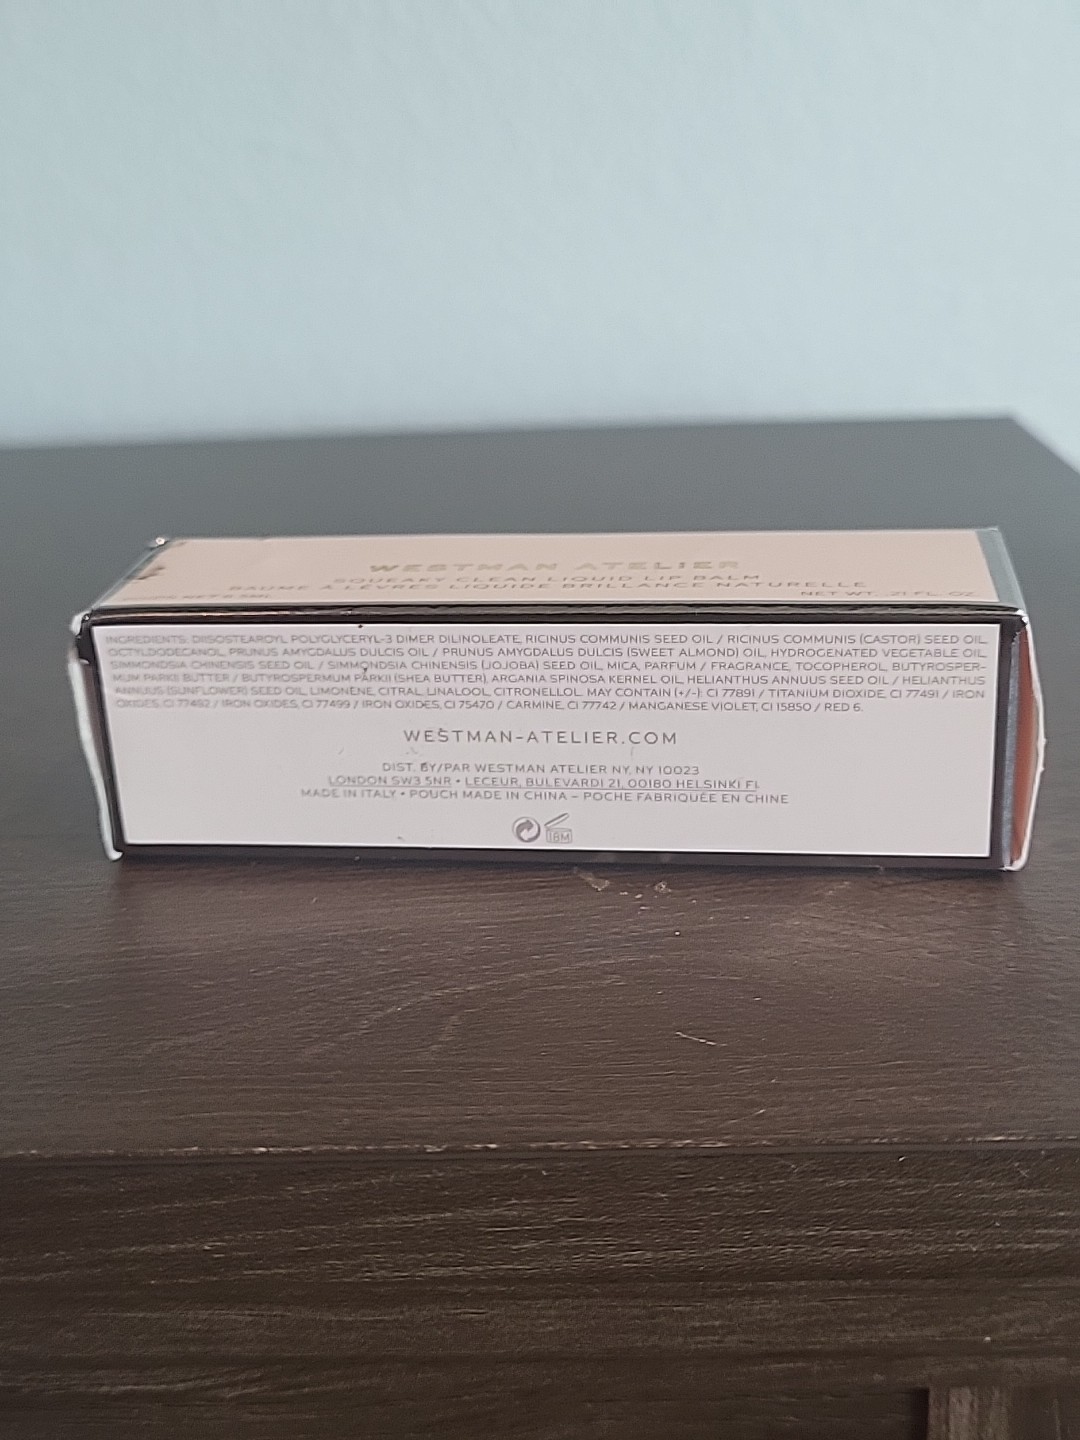 WESTMAN ATELIER
SQUEAKY CLEAN LIQUID LIP BALM
BAUME À LÈVRES LIQUIDE BRILLANCE NATURELLE
NET WT. .21 FL. OZ.
INGREDIENTS: DIISOSTEAROYL POLYGLYCERYL-3 DIMER DILINOLEATE, RICINUS COMMUNIS SEED OIL / RICINUS COMMUNIS (CASTOR) SEED OIL,
OCTYLDODECANOL, PRUNUS AMYGDALUS DULCIS OIL / PRUNUS AMYGDALUS DULCIS (SWEET ALMOND) OIL, HYDROGENATED VEGETABLE OIL,
SIMMONDSIA CHINENSIS SEED OIL / SIMMONDSIA CHINENSIS (JOJOBA) SEED OIL, MICA, PARFUM / FRAGRANCE, TOCOPHEROL, BUTYROSPER-
MUM PARKII BUTTER / BUTYROSPERMUM PARKII (SHEA BUTTER), ARGANIA SPINOSA KERNEL OIL, HELIANTHUS ANNUUS SEED OIL / HELIANTHUS
ANNUUS (SUNFLOWER) SEED OIL, LIMONENE, CITRAL, LINALOOL, CITRONELLOL. MAY CONTAIN (+/-): CI 77891 / TITANIUM DIOXIDE, CI 77491 / IRON
OXIDES, CI 77492 / IRON OXIDES, CI 77499 / IRON OXIDES, CI 75470 / CARMINE, CI 77742 / MANGANESE VIOLET, CI 15850 / RED 6.
WESTMAN-ATELIER.COM
DIST. BY/PAR WESTMAN ATELIER NY, NY 10023
LONDON SW3 5NR • LECEUR, BULEVARDI 21, 00180 HELSINKI FI
MADE IN ITALY • POUCH MADE IN CHINA – POCHE FABRIQUÉE EN CHINE
18M